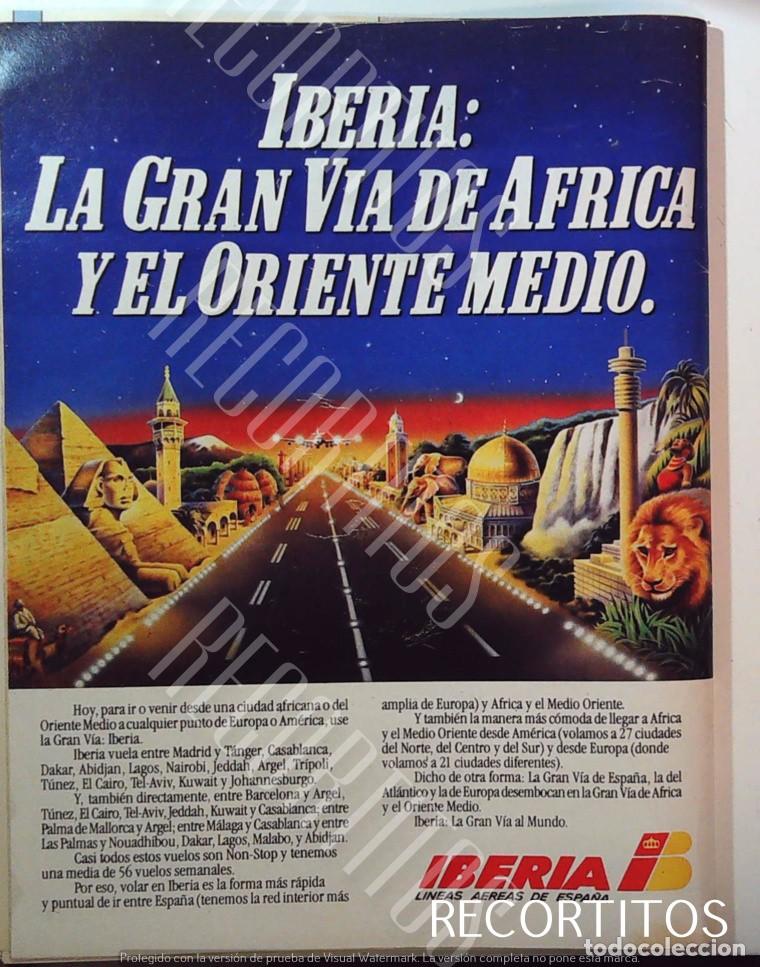 IBERIA:
LA GRAN VIA DE AFRICA
Y EL ORIENTE MEDIO.
Hoy, para ir o venir desde una ciudad africana o del
Oriente Medio a cualquier punto de Europa o América, use
la Gran Vía: Iberia.
Iberia vuela entre Madrid y Tánger, Casablanca,
Dakar, Abidjan, Lagos, Nairobi, Jeddah, Argel, Trípoli,
Túnez, El Cairo, Tel-Aviv, Kuwait y Johannesburgo.
Y, también directamente, entre Barcelona y Argel,
Túnez, El Cairo, Tel-Aviv, Jeddah, Kuwait y Casablanca; entre
Palma de Mallorca y Argel; entre Málaga y Casablanca y entre
Las Palmas y Nouadhibou, Dakar, Lagos, Malabo, y Abidjan.
Casi todos estos vuelos son Non-Stop y tenemos
una media de 56 vuelos semanales.
Por eso, volar en Iberia es la forma más rápida
y puntual de ir entre España (tenemos la red interior más
amplia de Europa) y Africa y el Medio Oriente.
Y también la manera más cómoda de llegar a Africa
y el Medio Oriente desde América (volamos a 27 ciudades
del Norte, del Centro y del Sur) y desde Europa (donde
volamos a 21 ciudades diferentes).
Dicho de otra forma: La Gran Vía de España, la del
Atlántico y la de Europa desembocan en la Gran Vía de Africa
y el Oriente Medio.
Iberia: La Gran Vía al Mundo.
IBERIA IB
LINEAS AEREAS DE ESPAÑA
RECORTITOS
RECORTITOS
RECORTITOS
RECORTITOS
todocoleccion
Protegido con la versión de prueba de Visual Watermark. La versión completa no pone esta marca.